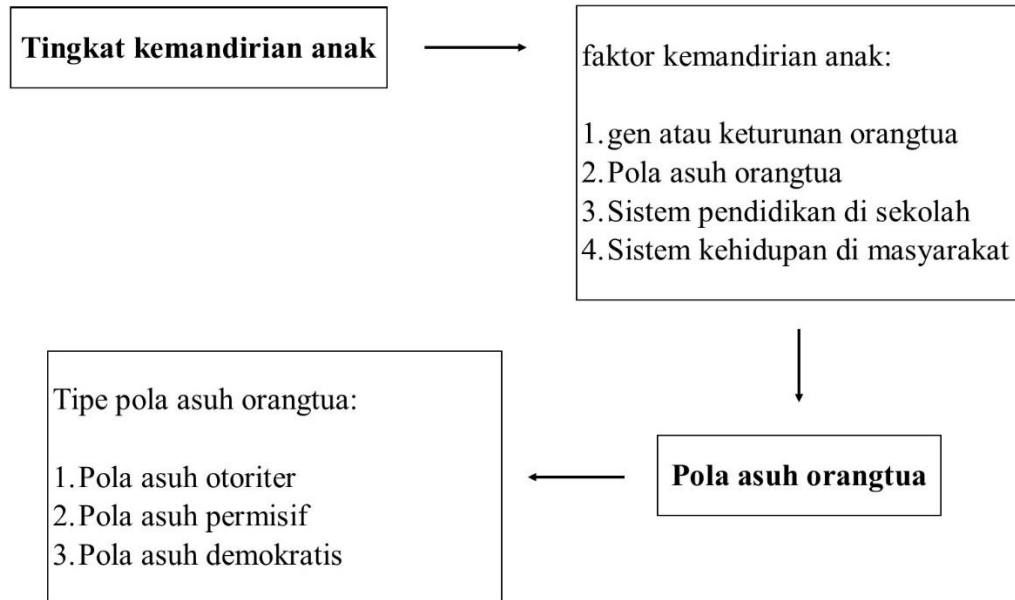 Tingkat kemandirian anak
faktor kemandirian anak:
1.gen atau keturunan orangtua
2.Pola asuh orangtua
3.Sistem pendidikan di sekolah
4.Sistem kehidupan di masyarakat
Pola asuh orangtua
Tipe pola asuh orangtua:
1.Pola asuh otoriter
2.Pola asuh permisif
3.Pola asuh demokratis